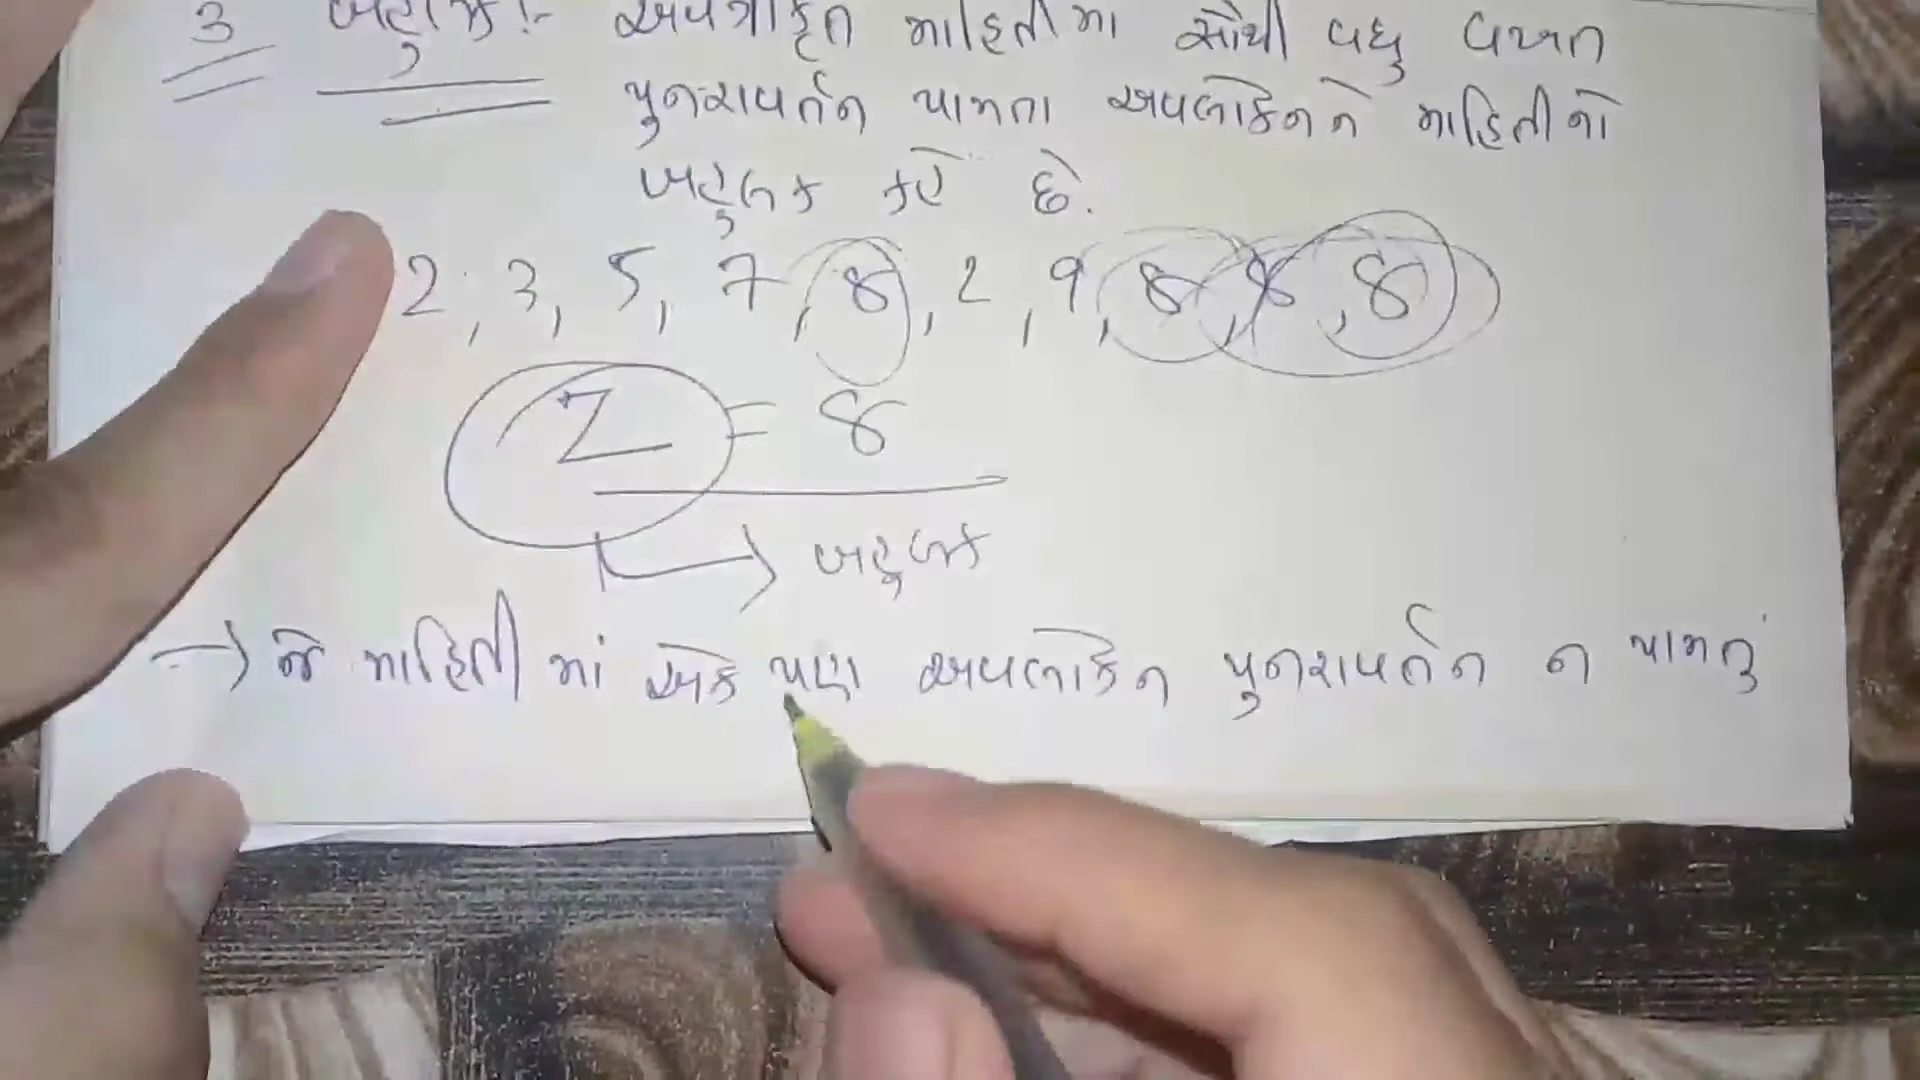 3 બહુલક :- અવર્ગીકૃત માહિતીમા સૌથી વધુ વખત
પુનરાવર્તન પામતા અવલોકનને માહિતીનો
બહુલક કહે છે.
2, 3, 5, 7, 8, 2, 9, 8, 8, 8
Z = 8
બહુલક
→ જે માહિતી માં એક પણ અવલોકન પુનરાવર્તન ન પામતુ